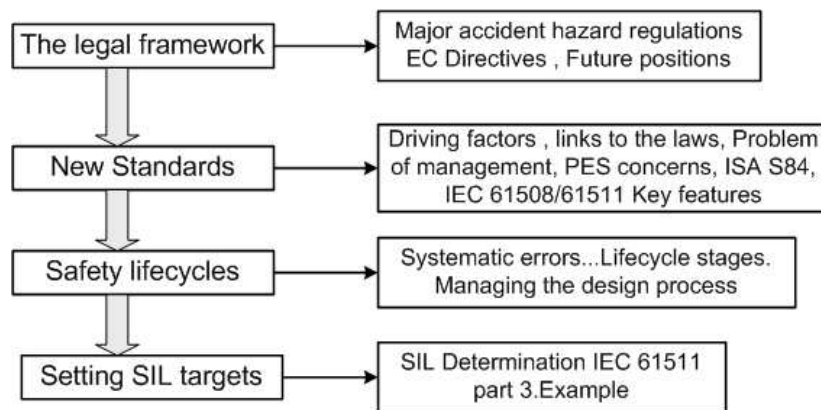 The legal framework
Major accident hazard regulations
EC Directives , Future positions
New Standards
Driving factors , links to the laws, Problem
of management, PES concerns, ISA S84,
IEC 61508/61511 Key features
Safety lifecycles
Systematic errors...Lifecycle stages.
Managing the design process
Setting SIL targets
SIL Determination IEC 61511
part 3.Example